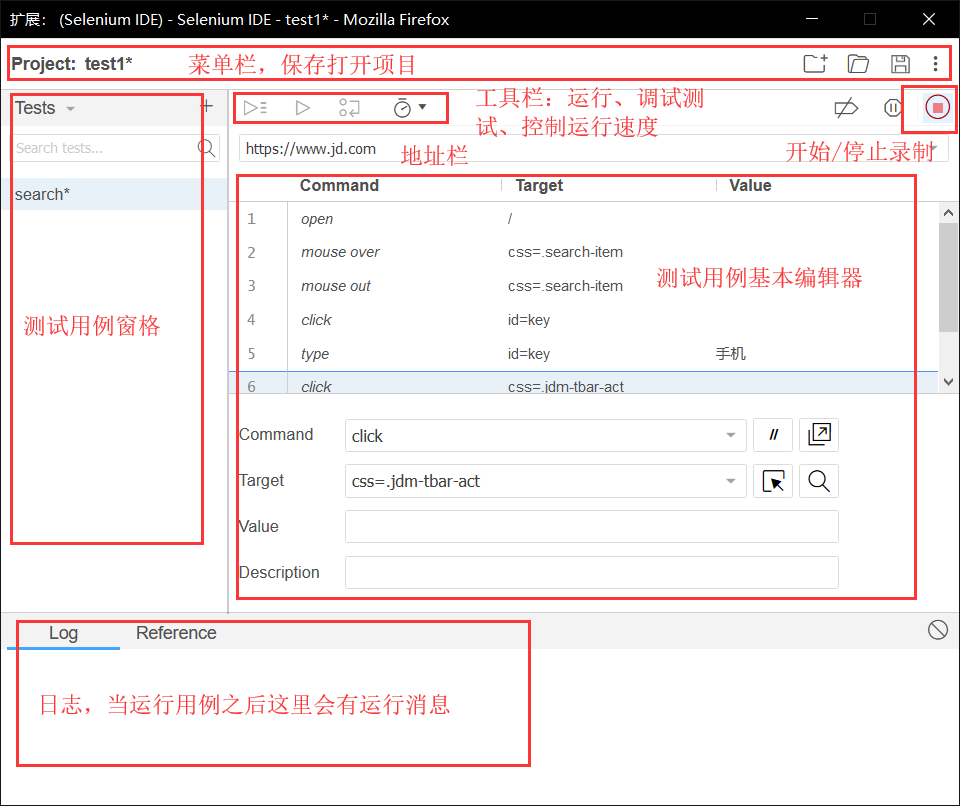 扩展： (Selenium IDE) - Selenium IDE - test1* - Mozilla Firefox
Project: test1*
菜单栏，保存打开项目
Tests
+
工具栏：运行、调试测
试、控制运行速度
Search tests...
https://www.jd.com
地址栏
开始/停止录制
search*
Command Target Value
1 open /
2 mouse over css=.search-item
3 mouse out css=.search-item
4 click id=key
5 type id=key 手机
6 click css=.jdm-tbar-act
测试用例基本编辑器
测试用例窗格
Command click //
Target css=.jdm-tbar-act
Value
Description
Log Reference
日志，当运行用例之后这里会有运行消息